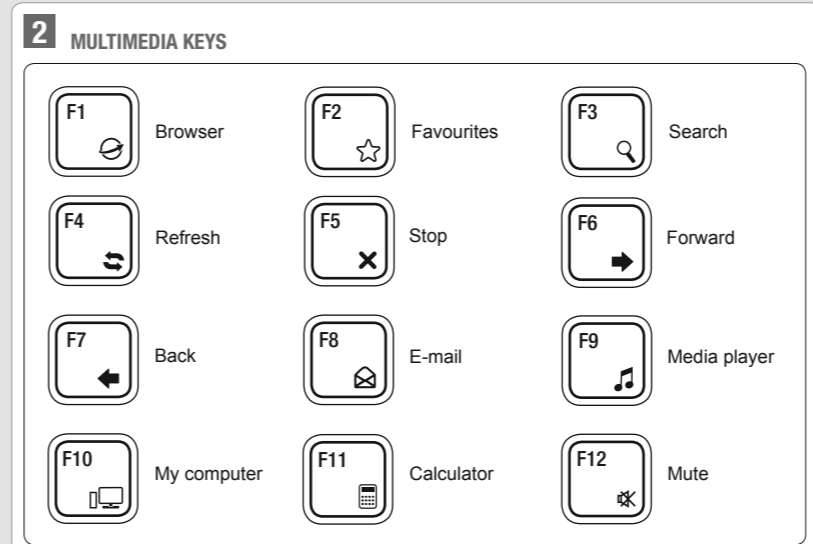 2 MULTIMEDIA KEYS
F1 Browser
F2 Favourites
F3 Search
F4 Refresh
F5 Stop
F6 Forward
F7 Back
F8 E-mail
F9 Media player
F10 My computer
F11 Calculator
F12 Mute